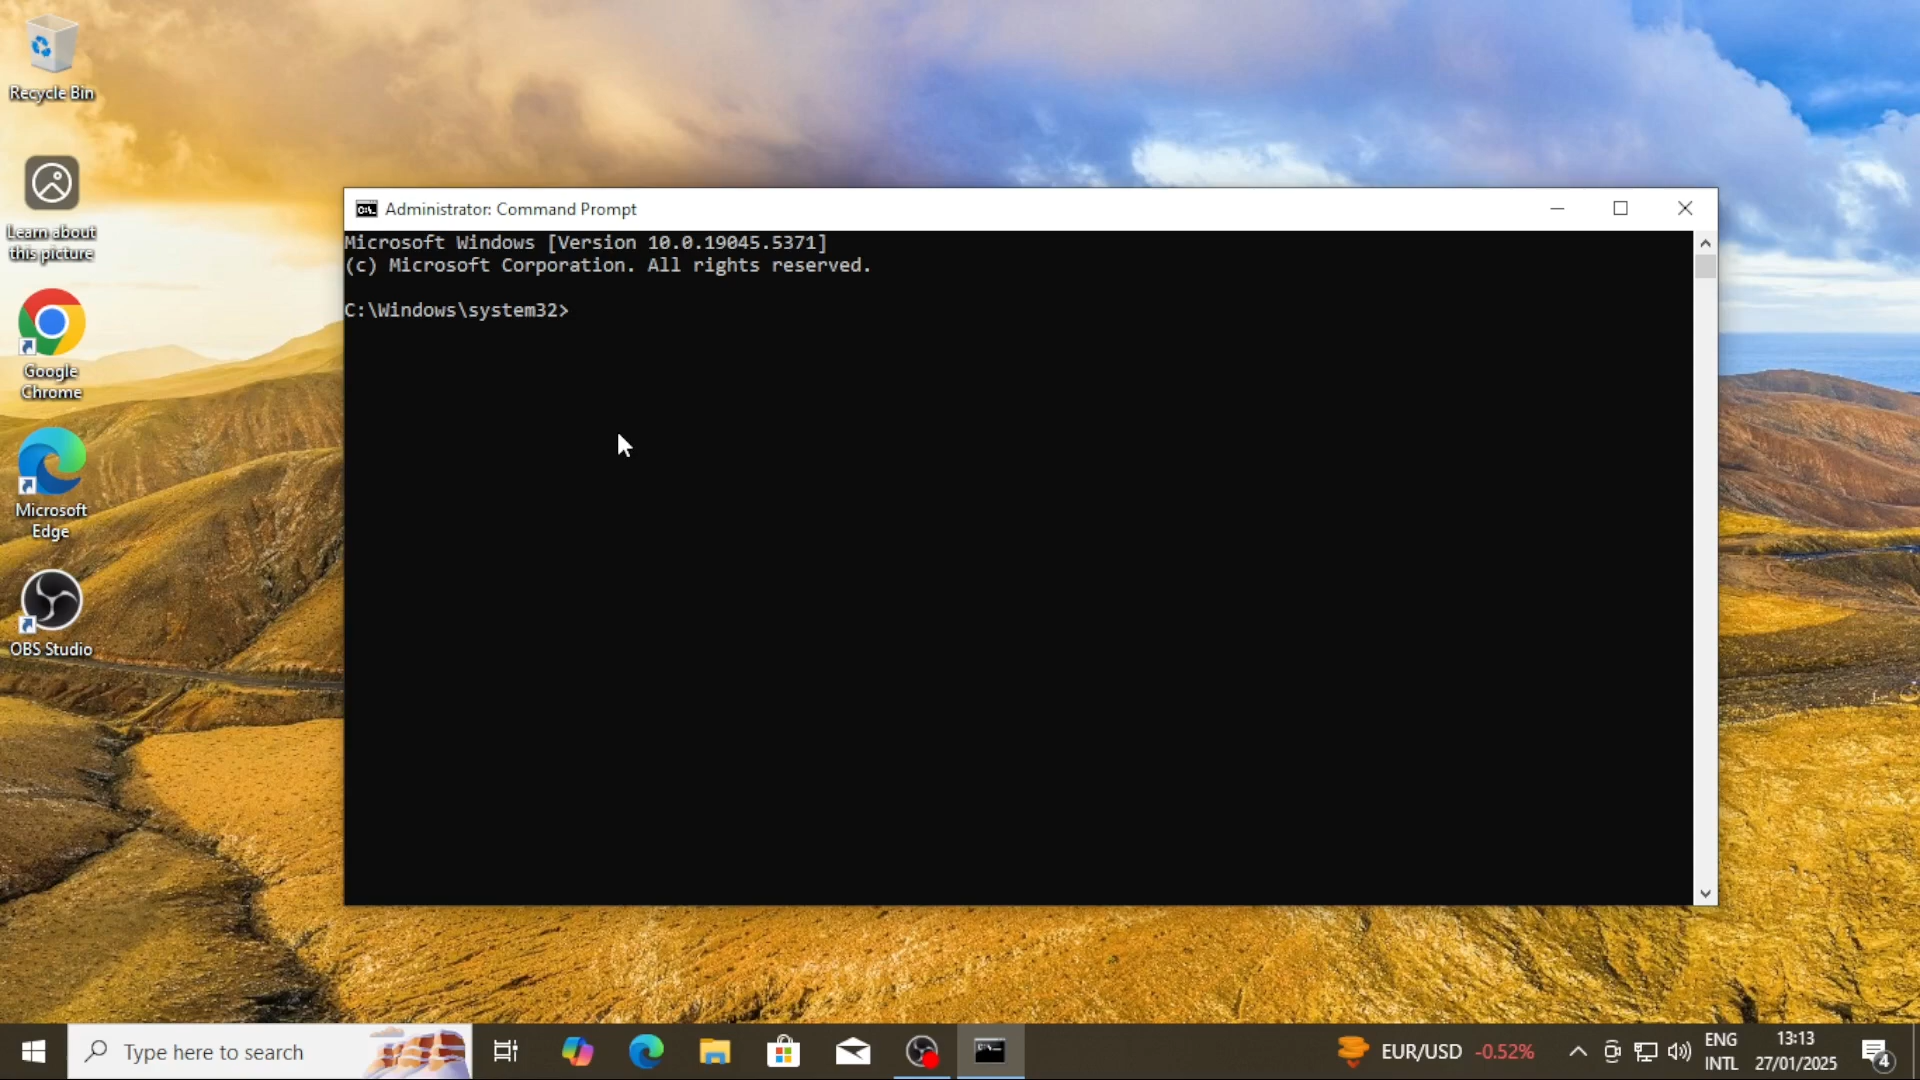 Recycle Bin
Learn about
this picture
Google
Chrome
Microsoft
Edge
OBS Studio
Administrator: Command Prompt
Microsoft Windows [Version 10.0.19045.5371]
(c) Microsoft Corporation. All rights reserved.
C:\Windows\system32>
Type here to search
EUR/USD -0.52%
ENG
INTL
13:13
27/01/2025
4